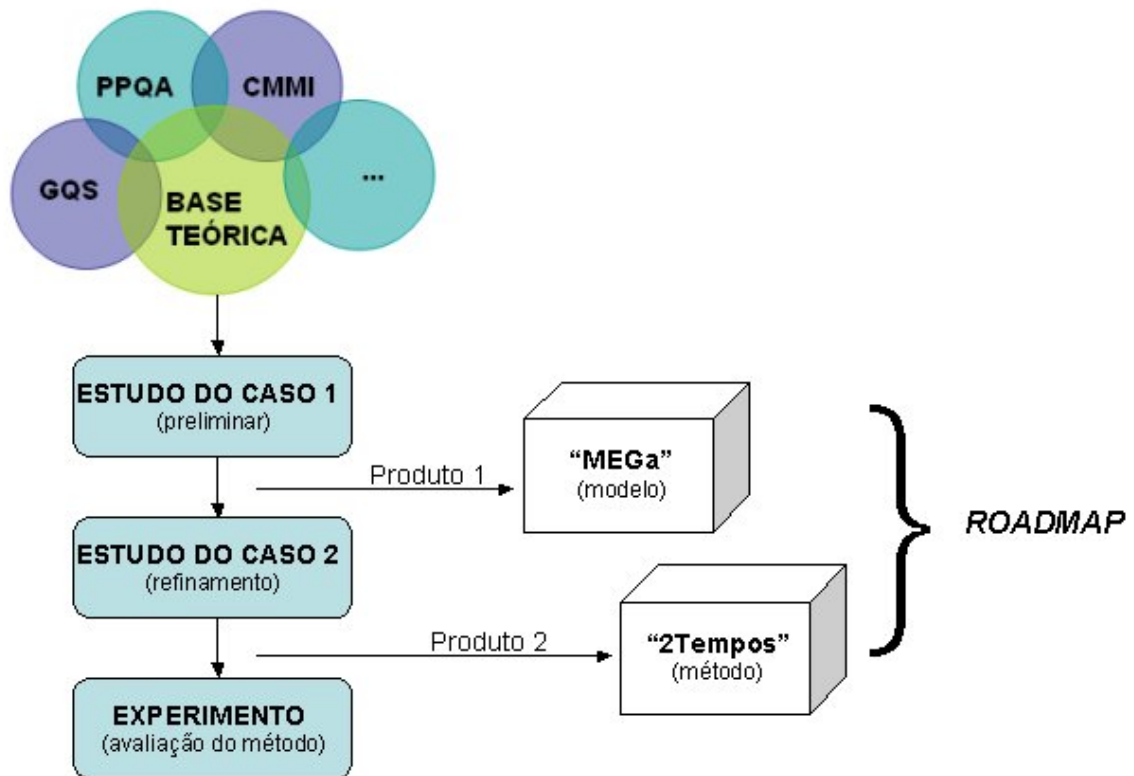 PPQA
CMMI
GQS
BASE
TEÓRICA
...
ESTUDO DO CASO 1
(preliminar)
Produto 1
“MEGa”
(modelo)
ROADMAP
ESTUDO DO CASO 2
(refinamento)
Produto 2
“2Tempos”
(método)
EXPERIMENTO
(avaliação do método)